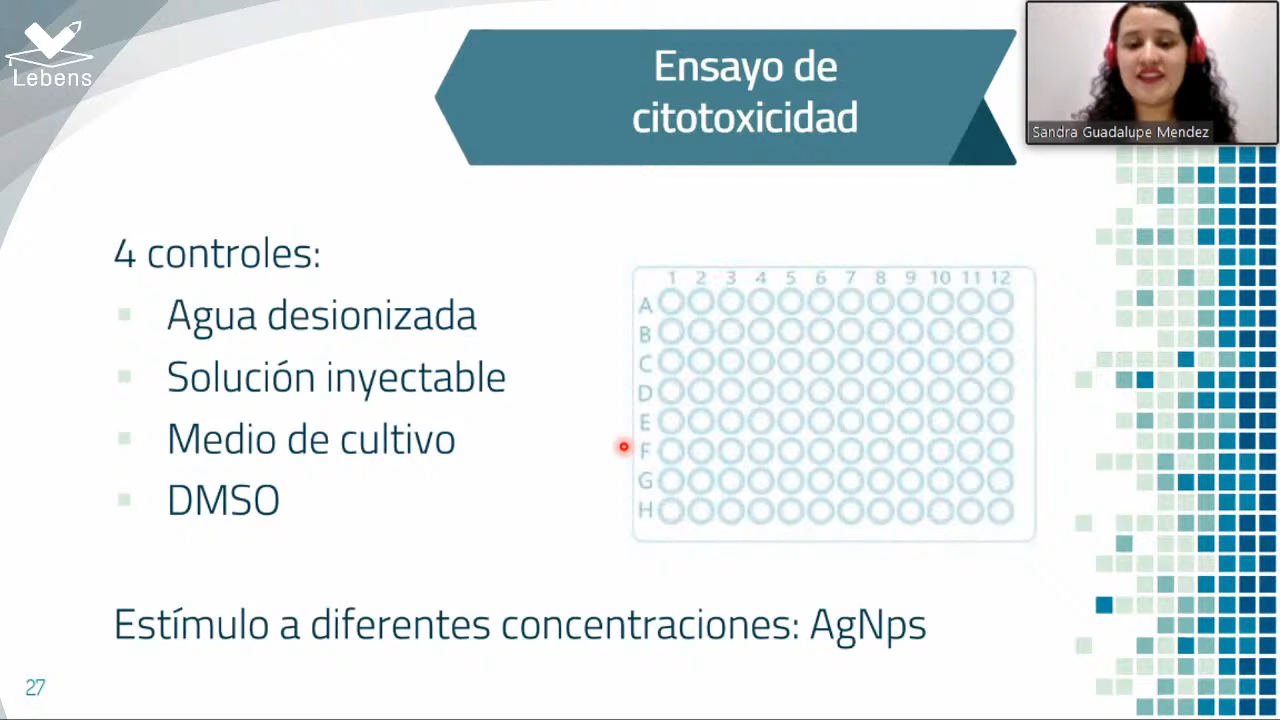 Lebens
Ensayo de
citotoxicidad
Sandra Guadalupe Mendez
4 controles:
Agua desionizada
Solución inyectable
Medio de cultivo
DMSO
1 2 3 4 5 6 7 8 9 10 11 12
A
B
C
D
E
F
G
H
Estímulo a diferentes concentraciones: AgNps
27